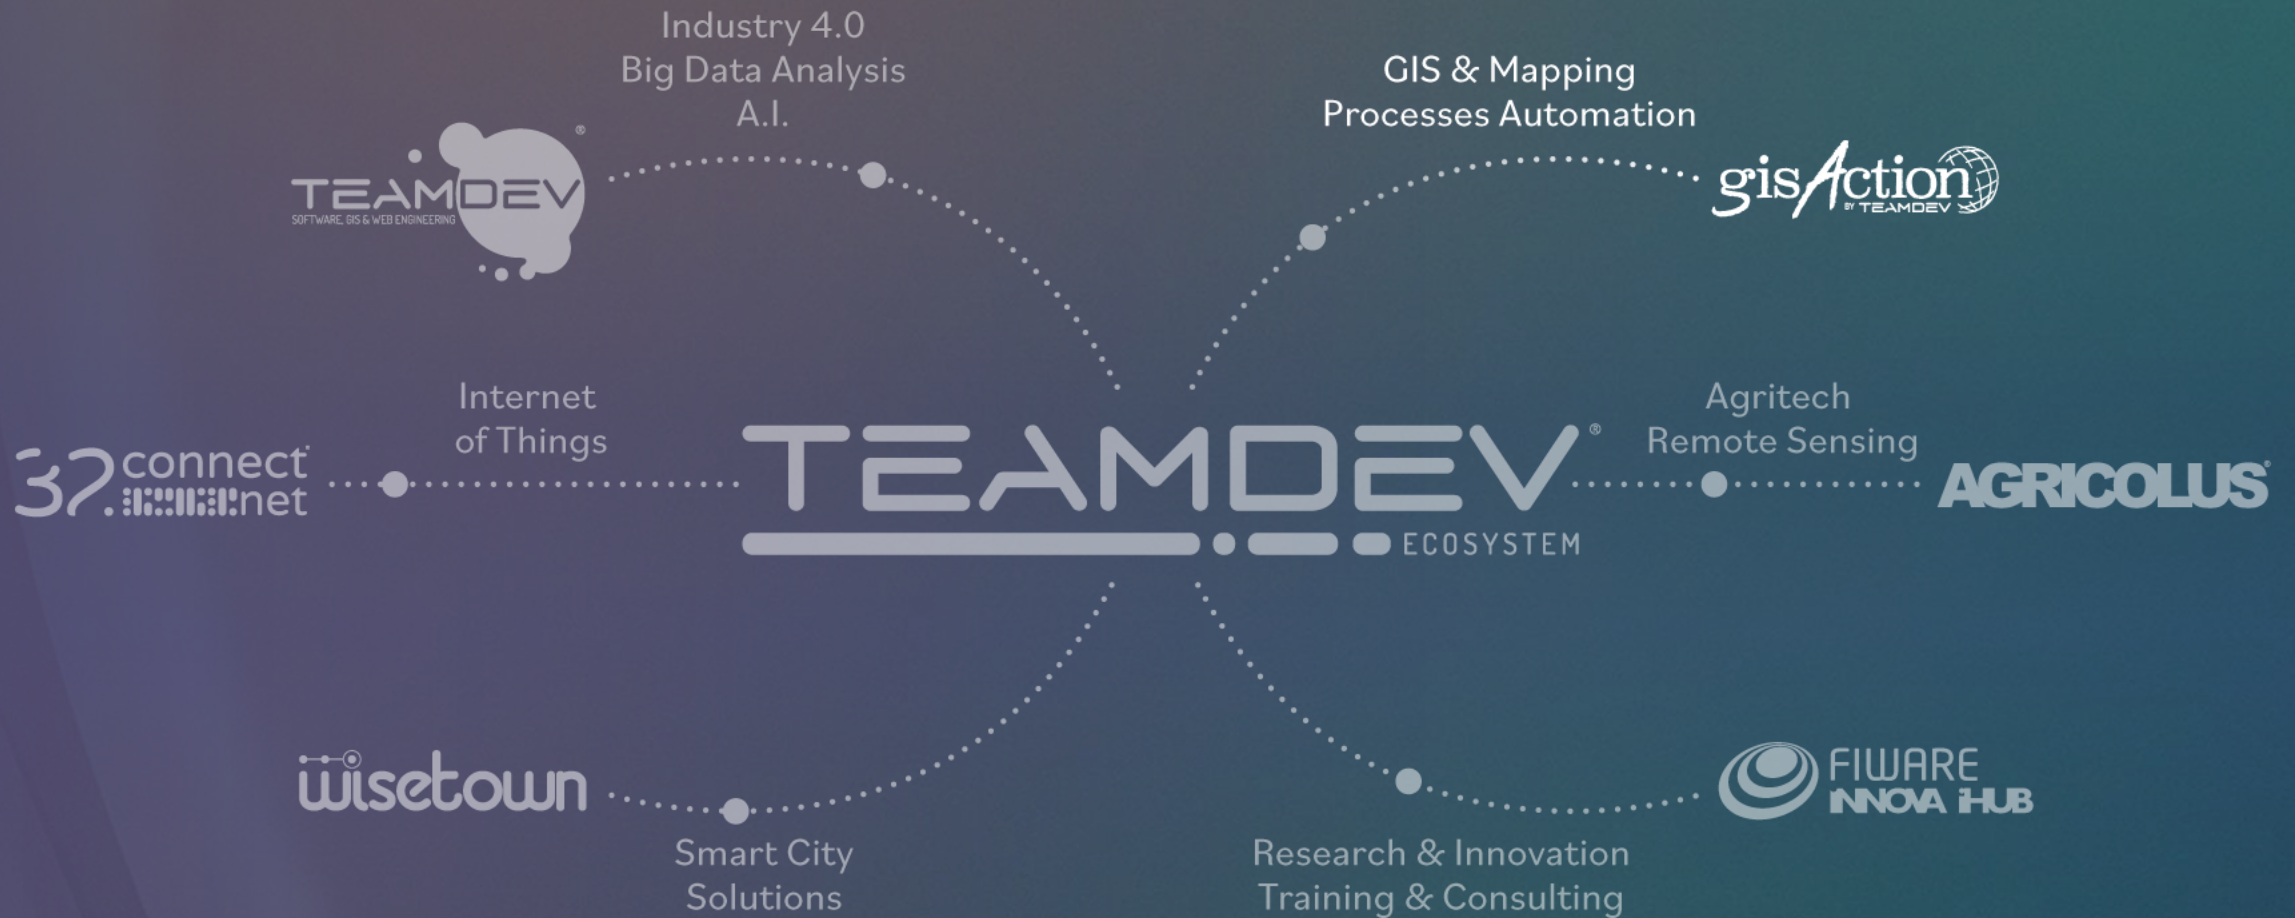 Industry 4.0
Big Data Analysis
A.I.
TEAMDEV®
SOFTWARE, GIS & WEB ENGINEERING
GIS & Mapping
Processes Automation
gisAction
BY TEAMDEV
Internet
of Things
32 connect
net
TEAMDEV®
ECOSYSTEM
Agritech
Remote Sensing
AGRICOLUS®
wisetown
Smart City
Solutions
FIWARE
INNOVA iHUB
Research & Innovation
Training & Consulting